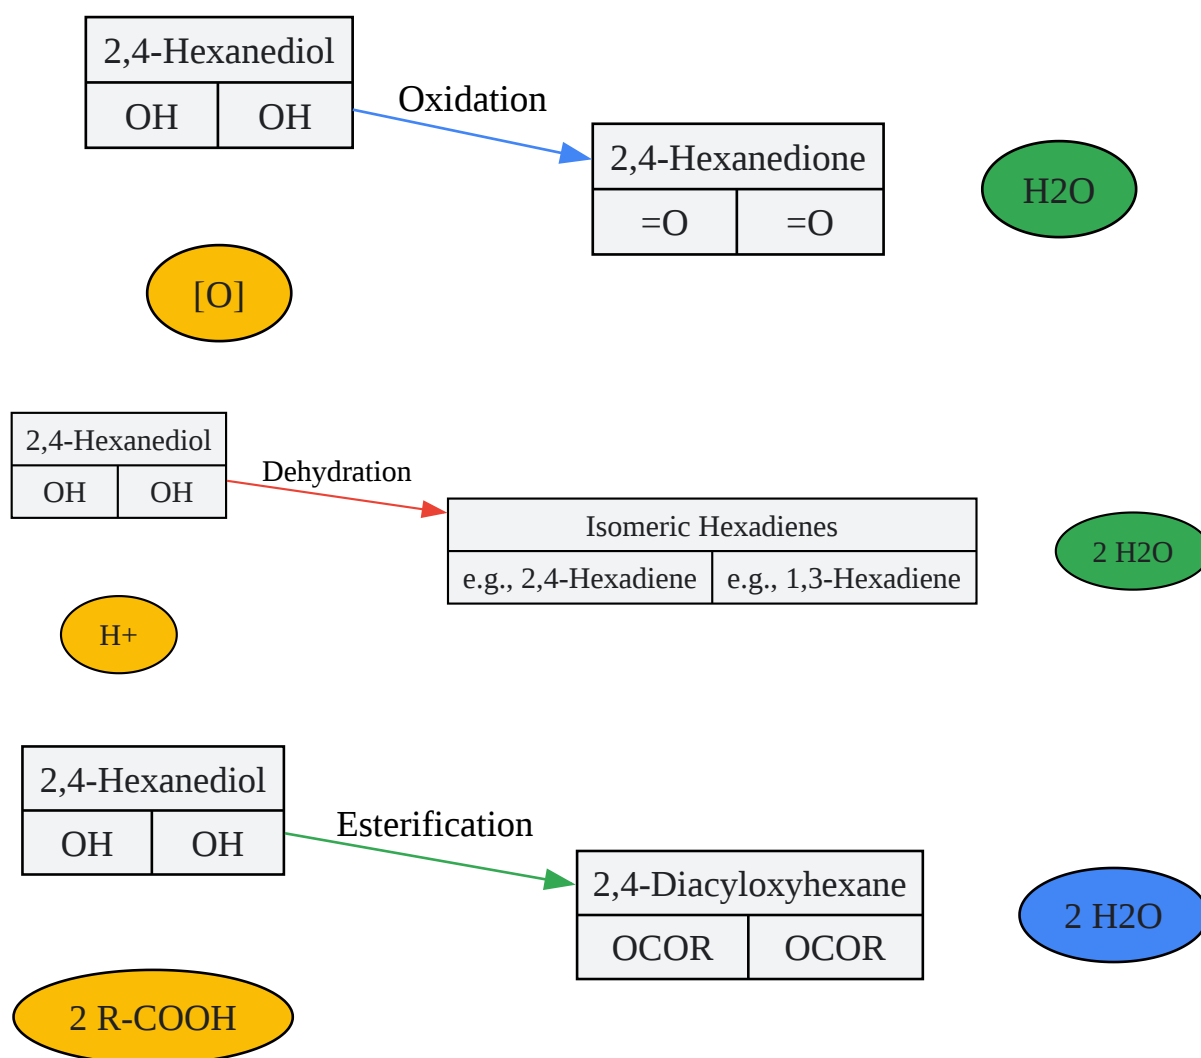 2,4-Hexanediol
OH OH
Oxidation
2,4-Hexanedione
=O =O
H2O
[O]
2,4-Hexanediol
OH OH
Dehydration
Isomeric Hexadienes
e.g., 2,4-Hexadiene e.g., 1,3-Hexadiene
2 H2O
H+
2,4-Hexanediol
OH OH
Esterification
2,4-Diacyloxyhexane
OCOR OCOR
2 H2O
2 R-COOH